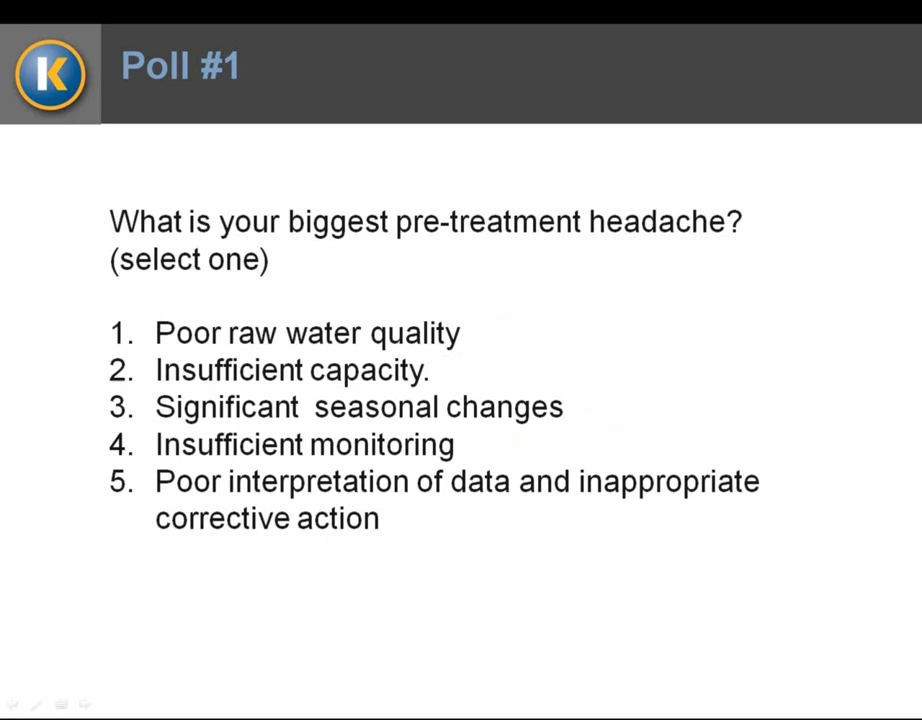 K
Poll #1
What is your biggest pre-treatment headache?
(select one)
1. Poor raw water quality
2. Insufficient capacity.
3. Significant  seasonal changes
4. Insufficient monitoring
5. Poor interpretation of data and inappropriate
corrective action